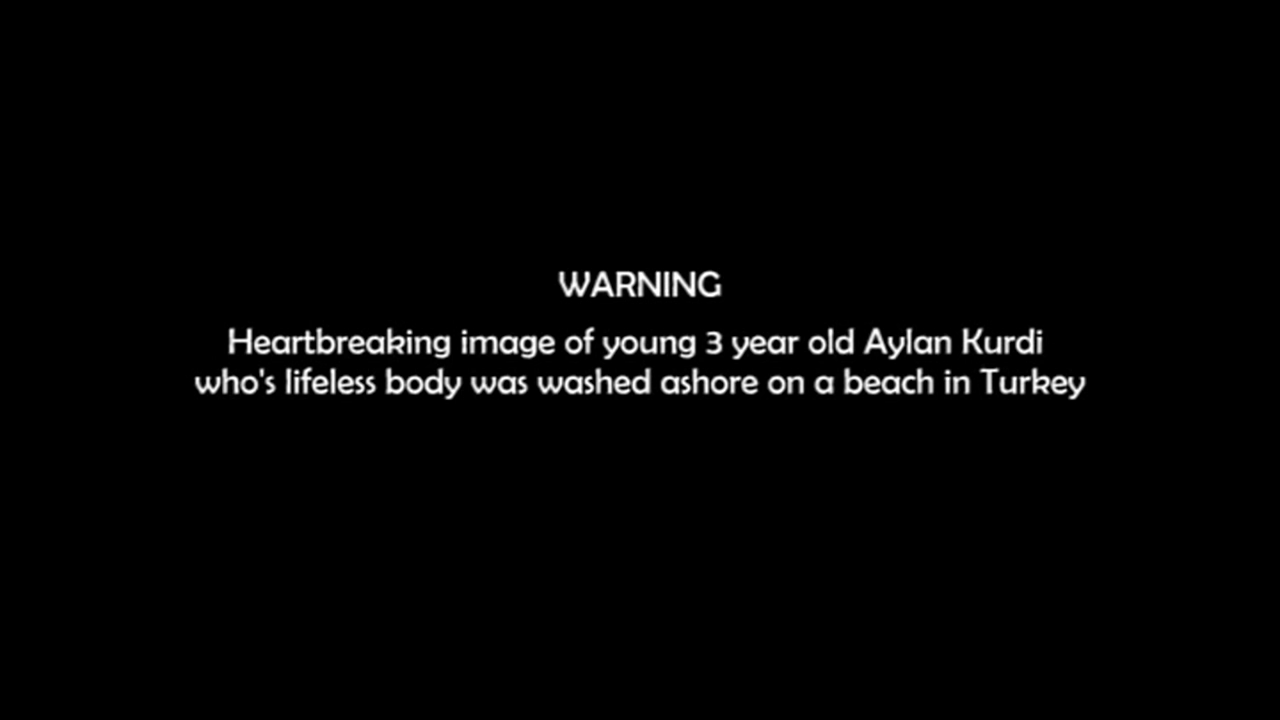 WARNING
Heartbreaking image of young 3 year old Aylan Kurdi
who's lifeless body was washed ashore on a beach in Turkey